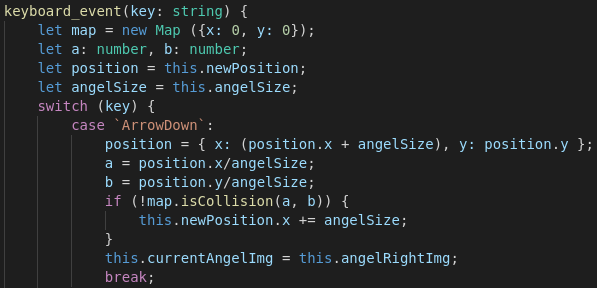 keyboard_event(key: string) {
    let map = new Map ({x: 0, y: 0});
    let a: number, b: number;
    let position = this.newPosition;
    let angelSize = this.angelSize;
    switch (key) {
        case `ArrowDown`:
            position = { x: (position.x + angelSize), y: position.y };
            a = position.x/angelSize;
            b = position.y/angelSize;
            if (!map.isCollision(a, b)) {
                this.newPosition.x += angelSize;
            }
            this.currentAngelImg = this.angelRightImg;
            break;